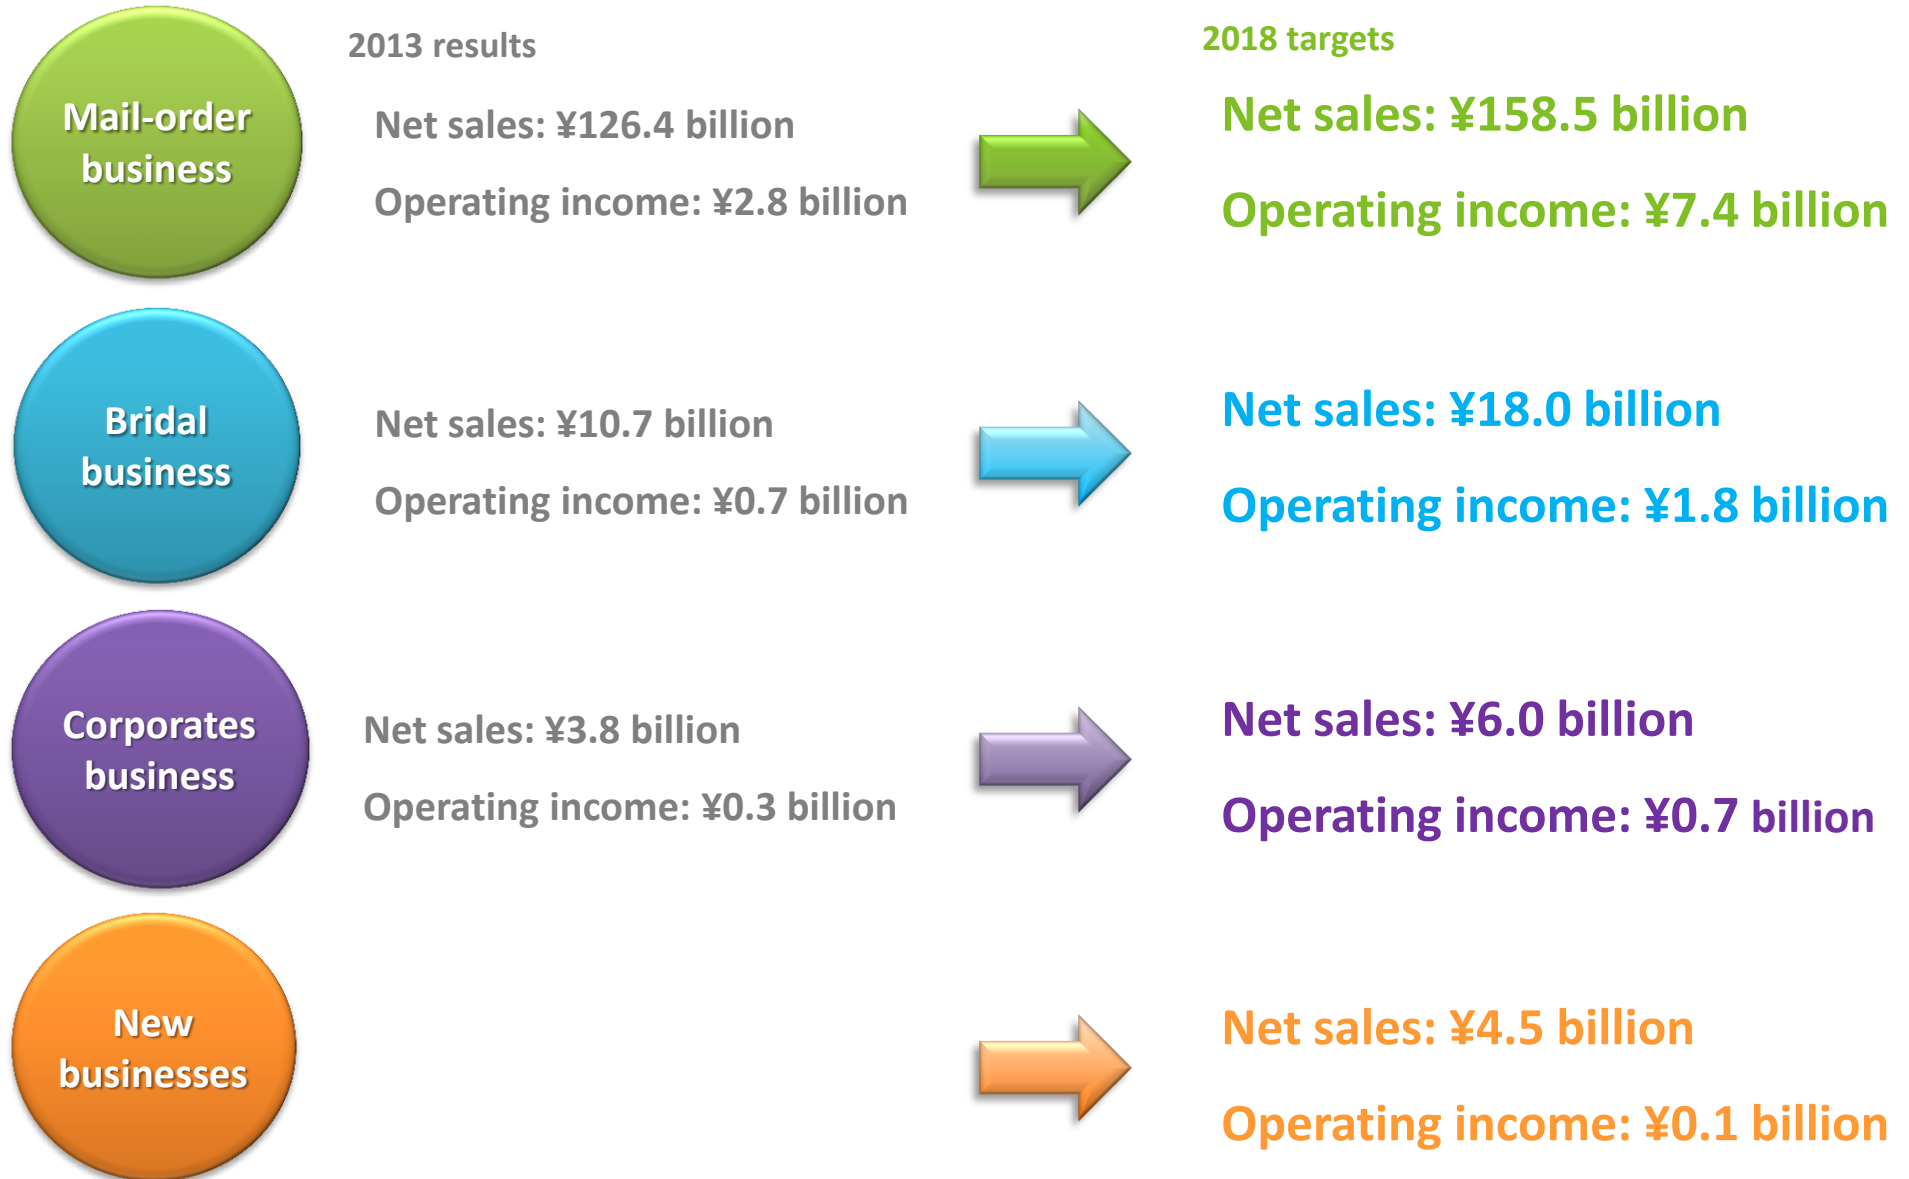 2013 results
2018 targets
Mail-order
business
Net sales: ¥126.4 billion
Operating income: ¥2.8 billion
Net sales: ¥158.5 billion
Operating income: ¥7.4 billion
Bridal
business
Net sales: ¥10.7 billion
Operating income: ¥0.7 billion
Net sales: ¥18.0 billion
Operating income: ¥1.8 billion
Corporates
business
Net sales: ¥3.8 billion
Operating income: ¥0.3 billion
Net sales: ¥6.0 billion
Operating income: ¥0.7 billion
New
businesses
Net sales: ¥4.5 billion
Operating income: ¥0.1 billion